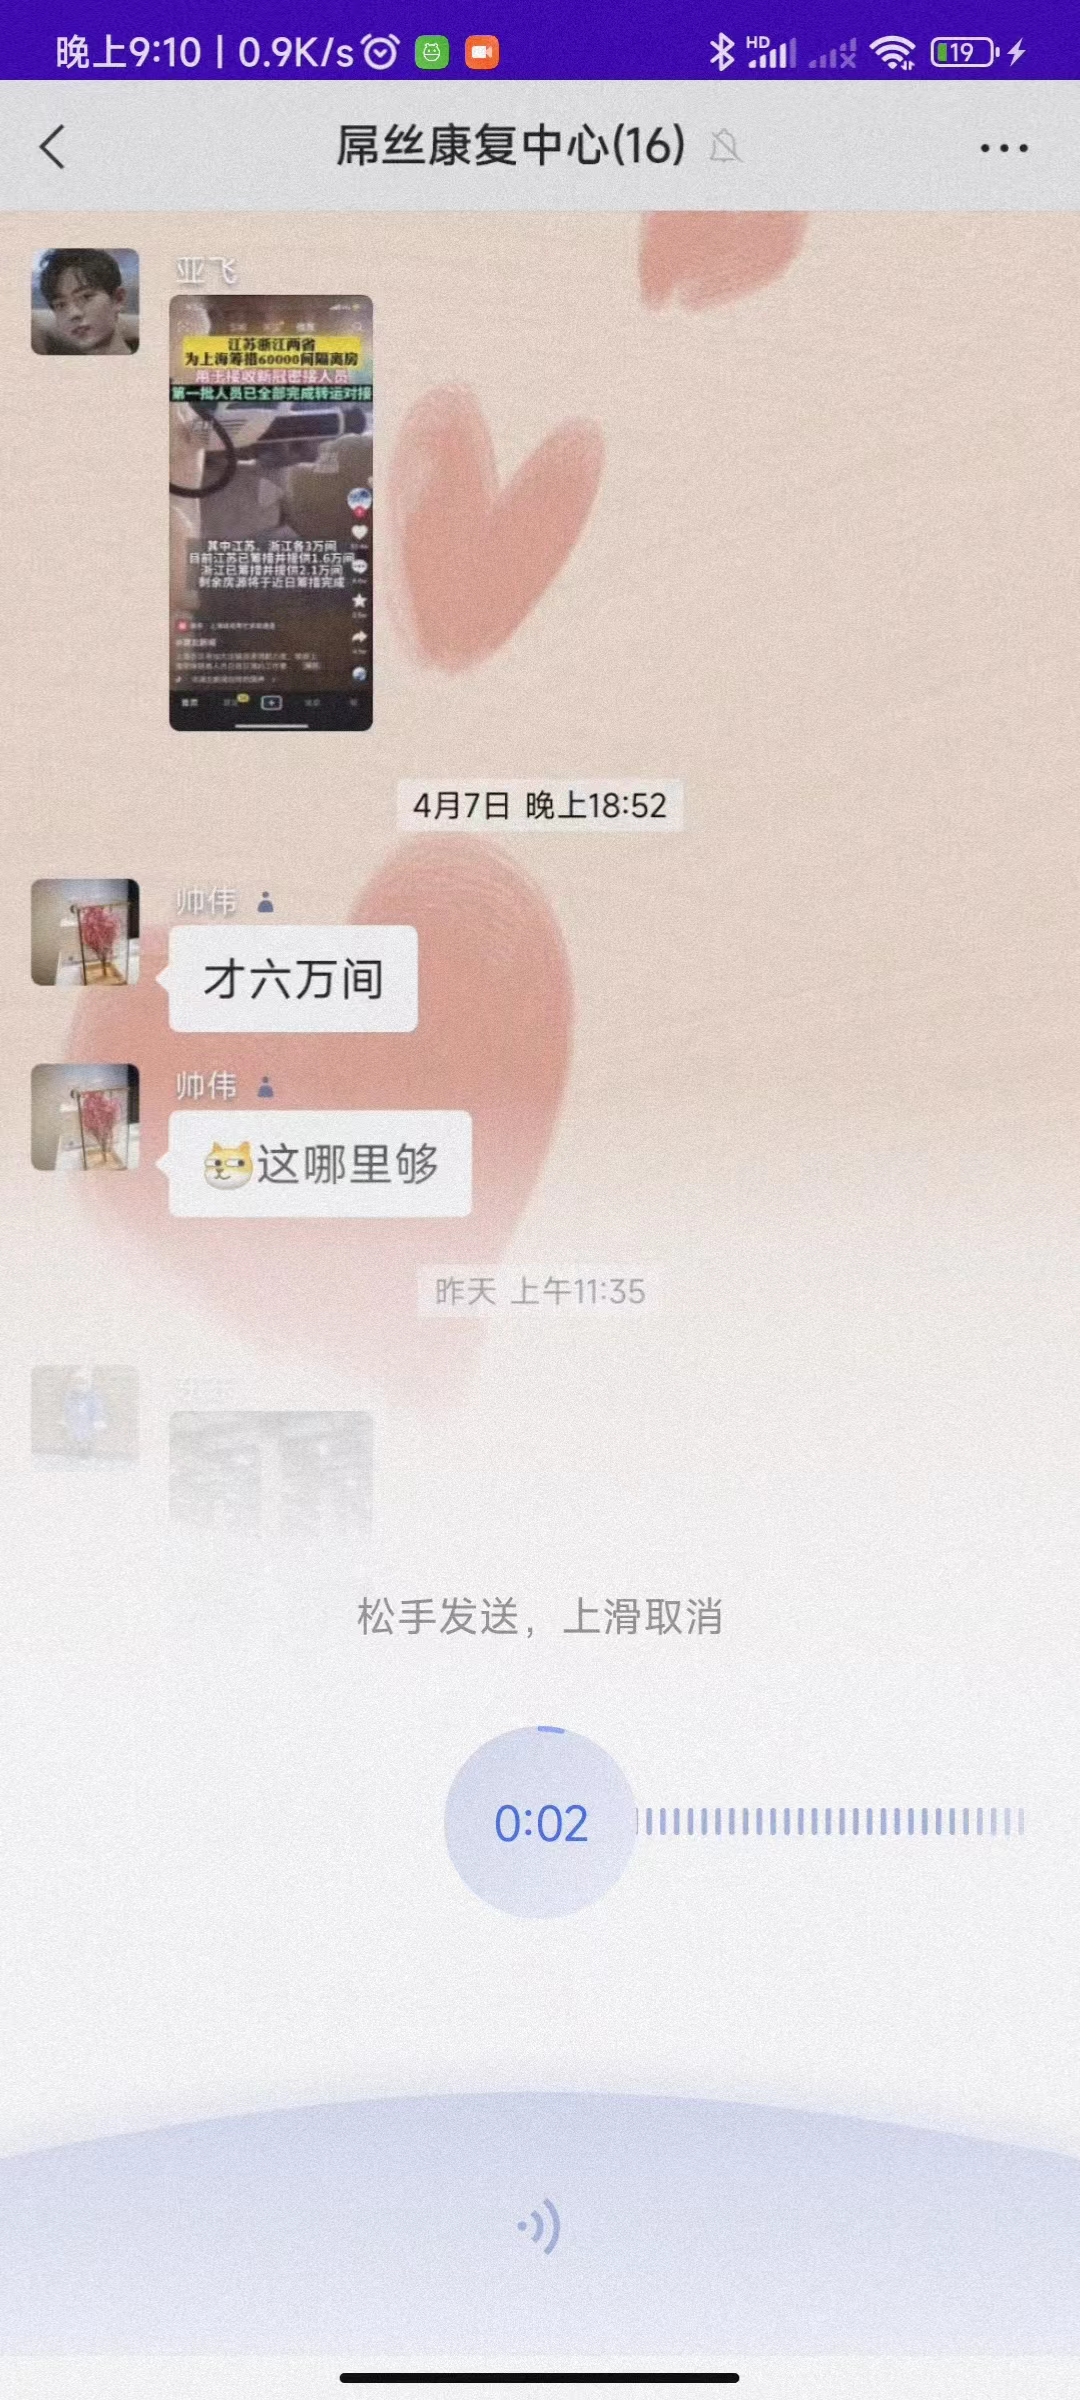 晚上9:10 | 0.9K/s
HD
19
屌丝康复中心(16)
亚飞
江苏浙江两省
为上海筹措60000间隔离房
用于接收新冠密接人员
第一批人员已全部完成转运对接
其中江苏、浙江各3万间
目前江苏已筹措并提供1.6万间
浙江已筹措并提供2.1万间
剩余房源将于近日筹措完成
首页
4月7日 晚上18:52
帅伟
才六万间
帅伟
这哪里够
昨天 上午11:35
松手发送，上滑取消
0:02